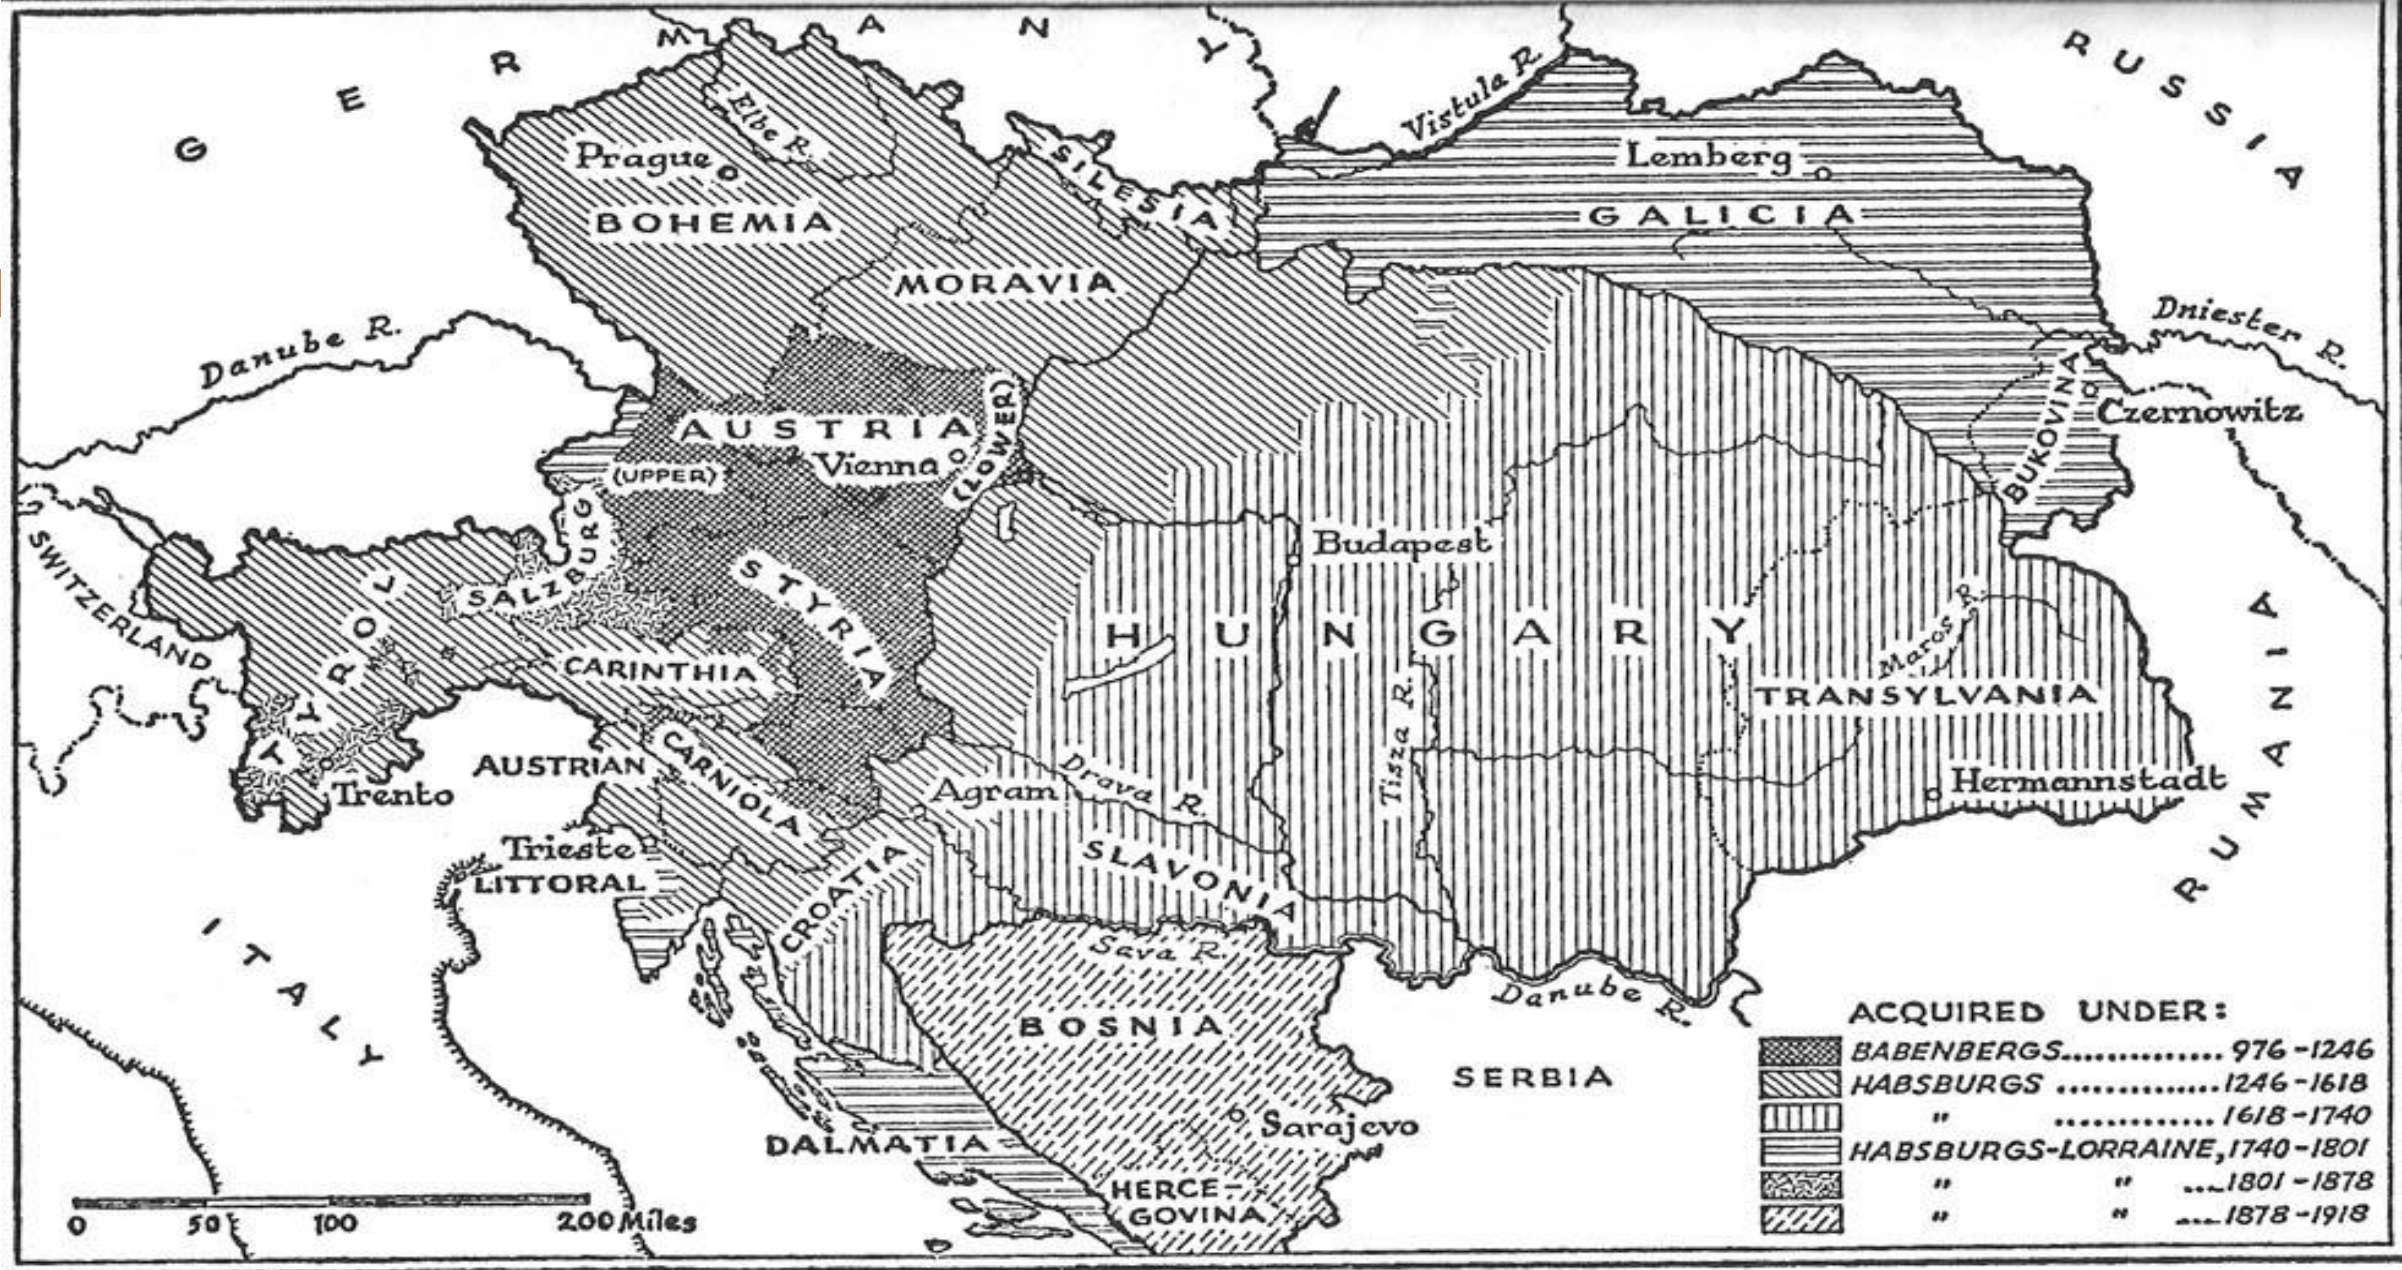 GERMANY
RUSSIA
Vistula R.
Elbe R.
Prague
Lemberg
SILESIA
BOHEMIA
GALICIA
MORAVIA
Danube R.
Dniester R.
BUKOVINA
Czernowitz
AUSTRIA
(LOWER)
Vienna
(UPPER)
SALZBURG
SWITZERLAND
Budapest
STYRIA
TYROL
HUNGARY
Maros R.
CARINTHIA
TRANSYLVANIA
RUMANIA
Tisza R.
AUSTRIAN
CARNIOLA
Trento
Agram
Drava R.
Hermannstadt
Trieste
LITTORAL
CROATIA
SLAVONIA
ITALY
Sava R.
Danube R.
BOSNIA
SERBIA
Sarajevo
DALMATIA
HERCE-
GOVINA
0 50 100 200 Miles
ACQUIRED UNDER:
BABENBERGS............... 976-1246
HABSBURGS ...............1246-1618
" ..............1618-1740
HABSBURGS-LORRAINE, 1740-1801
" " ....1801-1878
" " ....1878-1918